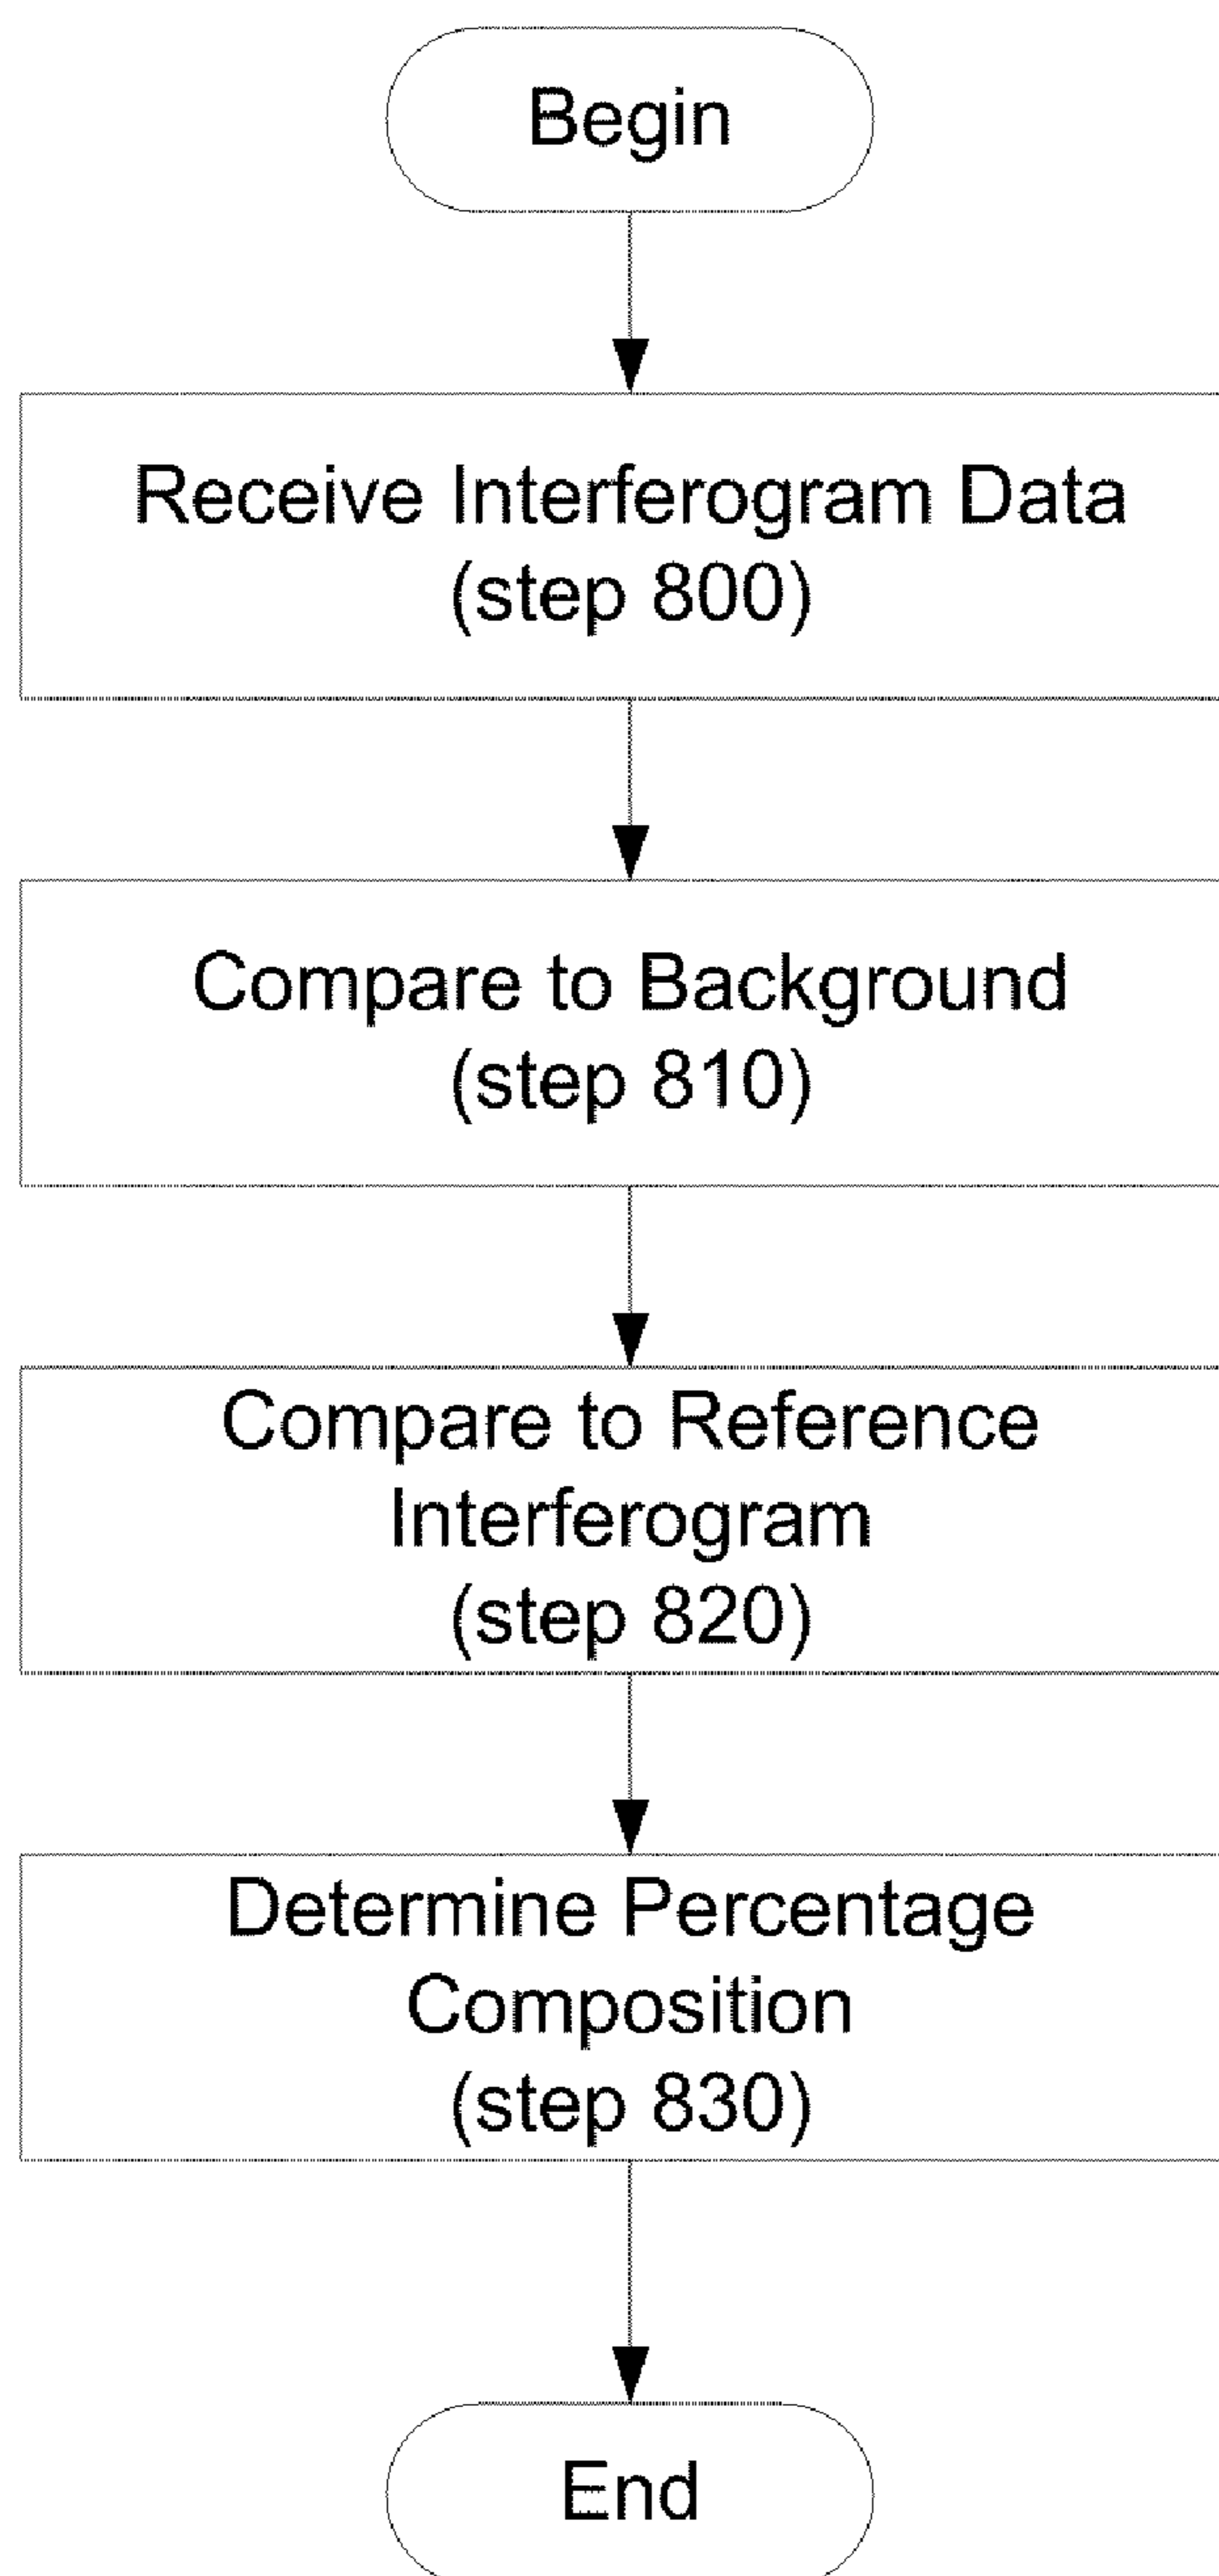 Begin
Receive Interferogram Data
(step 800)
Compare to Background
(step 810)
Compare to Reference
Interferogram
(step 820)
Determine Percentage
Composition
(step 830)
End